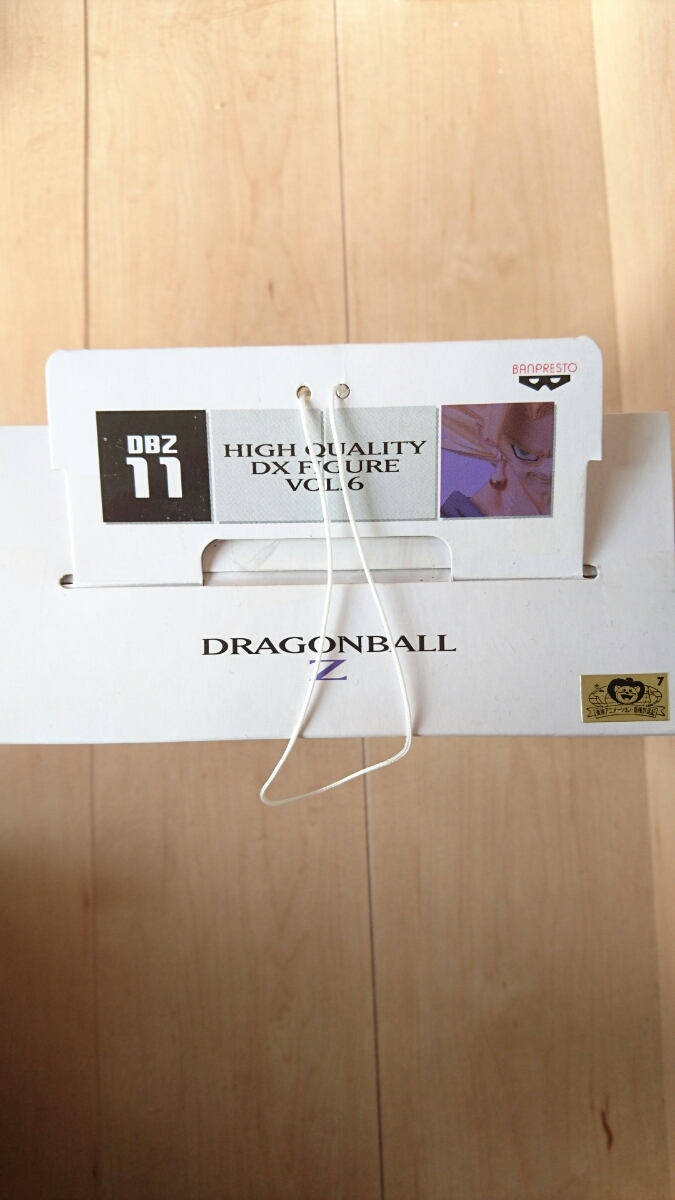 BANPRESTO
DBZ
11
HIGH QUALITY
DX FIGURE
VOL.6
DRAGONBALL
Z
7